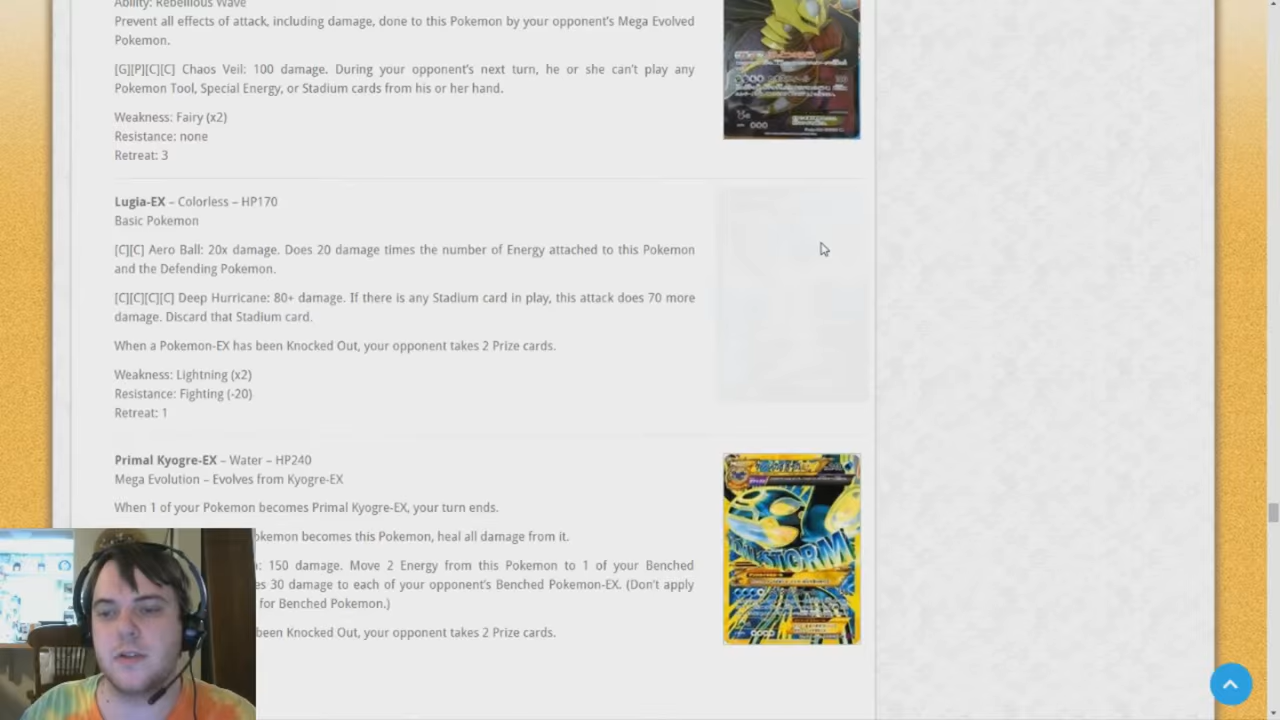 Ability: Rebellious Wave
Prevent all effects of attack, including damage, done to this Pokemon by your opponent's Mega Evolved
Pokemon.
[G][P][C][C] Chaos Veil: 100 damage. During your opponent's next turn, he or she can't play any
Pokemon Tool, Special Energy, or Stadium cards from his or her hand.
Weakness: Fairy (x2)
Resistance: none
Retreat: 3
Lugia-EX – Colorless – HP170
Basic Pokemon
[C][C] Aero Ball: 20x damage. Does 20 damage times the number of Energy attached to this Pokemon
and the Defending Pokemon.
[C][C][C][C] Deep Hurricane: 80+ damage. If there is any Stadium card in play, this attack does 70 more
damage. Discard that Stadium card.
When a Pokemon-EX has been Knocked Out, your opponent takes 2 Prize cards.
Weakness: Lightning (x2)
Resistance: Fighting (-20)
Retreat: 1
Primal Kyogre-EX – Water – HP240
Mega Evolution – Evolves from Kyogre-EX
When 1 of your Pokemon becomes Primal Kyogre-EX, your turn ends.
okemon becomes this Pokemon, heal all damage from it.
: 150 damage. Move 2 Energy from this Pokemon to 1 of your Benched
es 30 damage to each of your opponent's Benched Pokemon-EX. (Don't apply
for Benched Pokemon.)
been Knocked Out, your opponent takes 2 Prize cards.